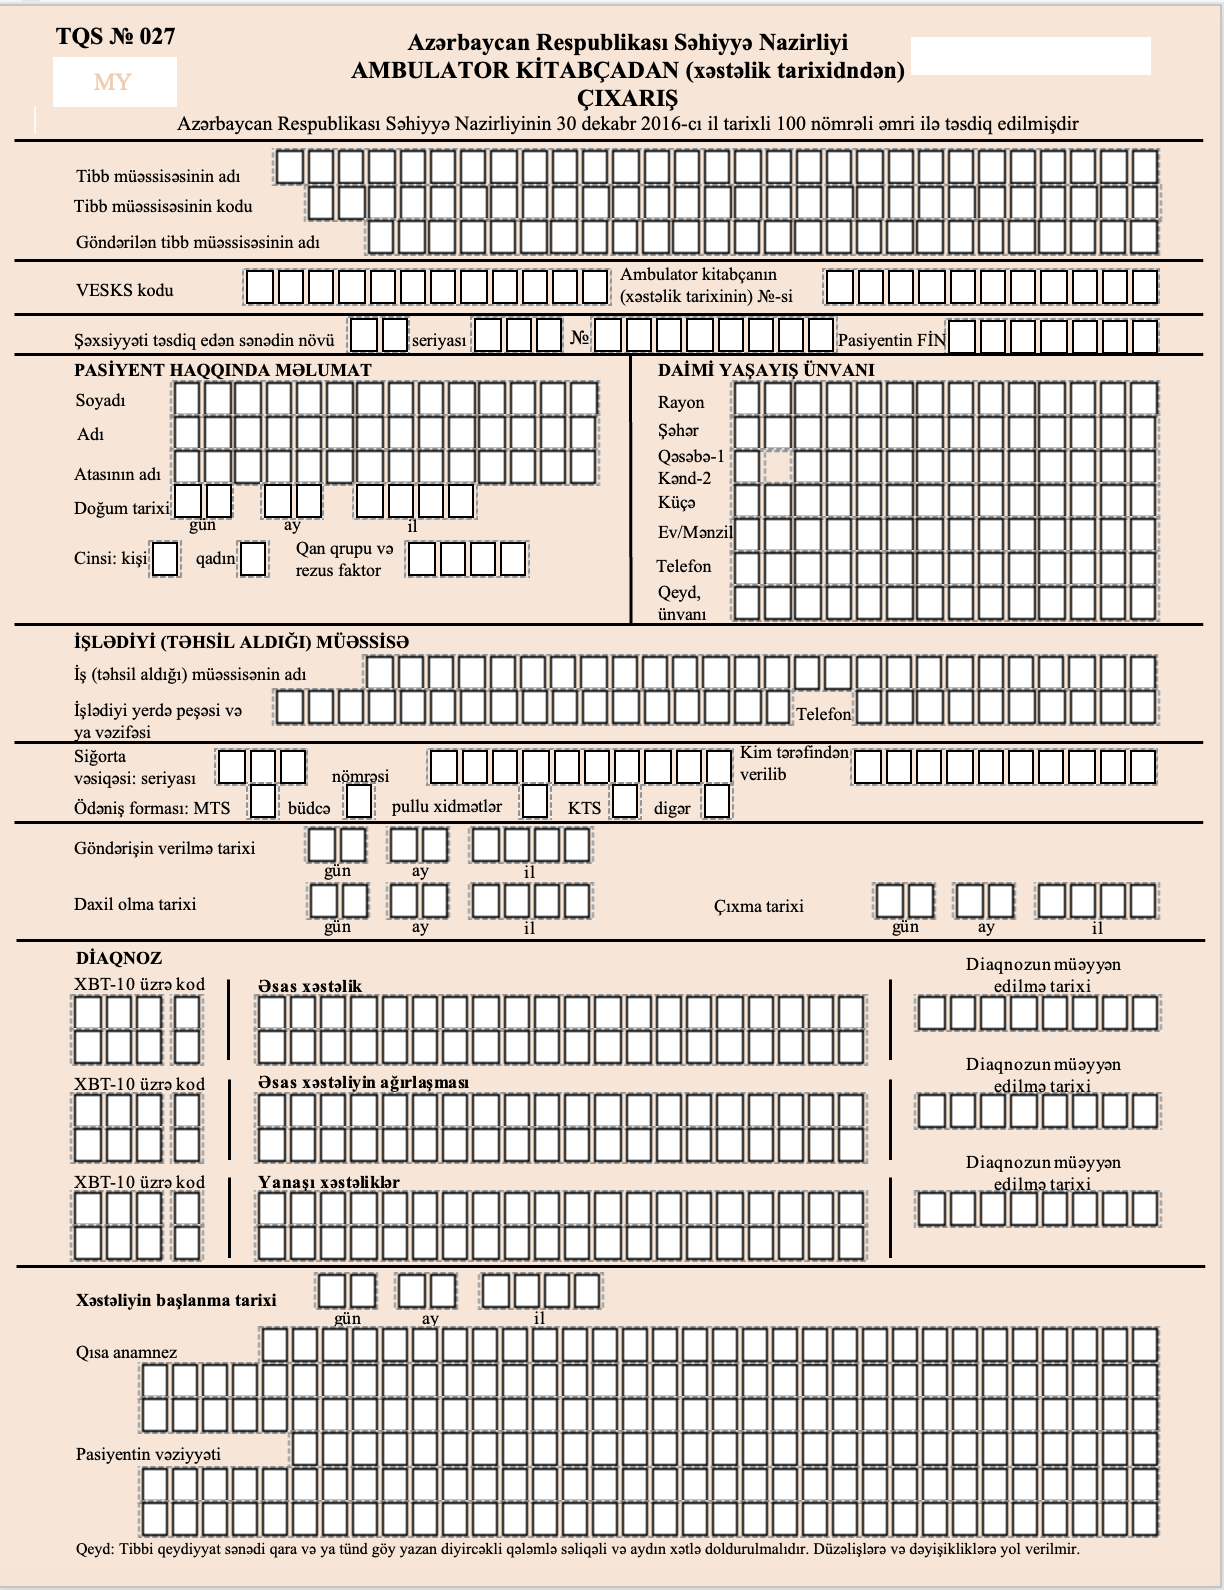 TQS № 027
MY
Azərbaycan Respublikası Səhiyyə Nazirliyi
AMBULATOR KİTABÇADAN (xəstəlik tarixidndən)
ÇIXARIŞ
Azərbaycan Respublikası Səhiyyə Nazirliyinin 30 dekabr 2016-cı il tarixli 100 nömrəli əmri ilə təsdiq edilmişdir
Tibb müəssisəsinin adı
Tibb müəssisəsinin kodu
Göndərilən tibb müəssisəsinin adı
VESKS kodu
Ambulator kitabçanın
(xəstəlik tarixinin) №-si
Şəxsiyyəti təsdiq edən sənədin növü seriyası № Pasiyentin FİN
PASİYENT HAQQINDA MƏLUMAT
Soyadı
Adı
Atasının adı
Doğum tarixi
gün ay il
Cinsi: kişi qadın Qan qrupu və
rezus faktor
DAİMİ YAŞAYIŞ ÜNVANI
Rayon
Şəhər
Qəsəbə-1
Kənd-2
Küçə
Ev/Mənzil
Telefon
Qeyd,
ünvanı
İŞLƏDİYİ (TƏHSİL ALDIĞI) MÜƏSSİSƏ
İş (təhsil aldığı) müəssisənin adı
İşlədiyi yerdə peşəsi və
ya vəzifəsi
Telefon
Siğorta
vəsiqəsi: seriyası nömrəsi
Kim tərəfindən
verilib
Ödəniş forması: MTS büdcə pullu xidmətlər KTS digər
Göndərişin verilmə tarixi
gün ay il
Daxil olma tarixi Çıxma tarixi
gün ay il gün ay il
DİAQNOZ
XBT-10 üzrə kod Əsas xəstəlik
Diaqnozun müəyyən
edilmə tarixi
XBT-10 üzrə kod Əsas xəstəliyin ağırlaşması
Diaqnozun müəyyən
edilmə tarixi
XBT-10 üzrə kod Yanaşı xəstəliklər
Diaqnozun müəyyən
edilmə tarixi
Xəstəliyin başlanma tarixi
gün ay il
Qısa anamnez
Pasiyentin vəziyyəti
Qeyd: Tibbi qeydiyyat sənədi qara və ya tünd göy yazan diyircəkli qələmlə səliqəli və aydın xətlə doldurulmalıdır. Düzəlişlərə və dəyişikliklərə yol verilmir.